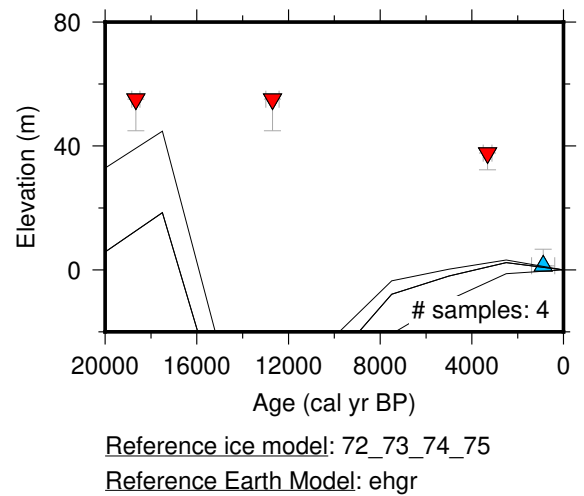 80
40
0
Elevation (m)
# samples: 4
20000 16000 12000 8000 4000 0
Age (cal yr BP)
Reference ice model: 72_73_74_75
Reference Earth Model: ehgr